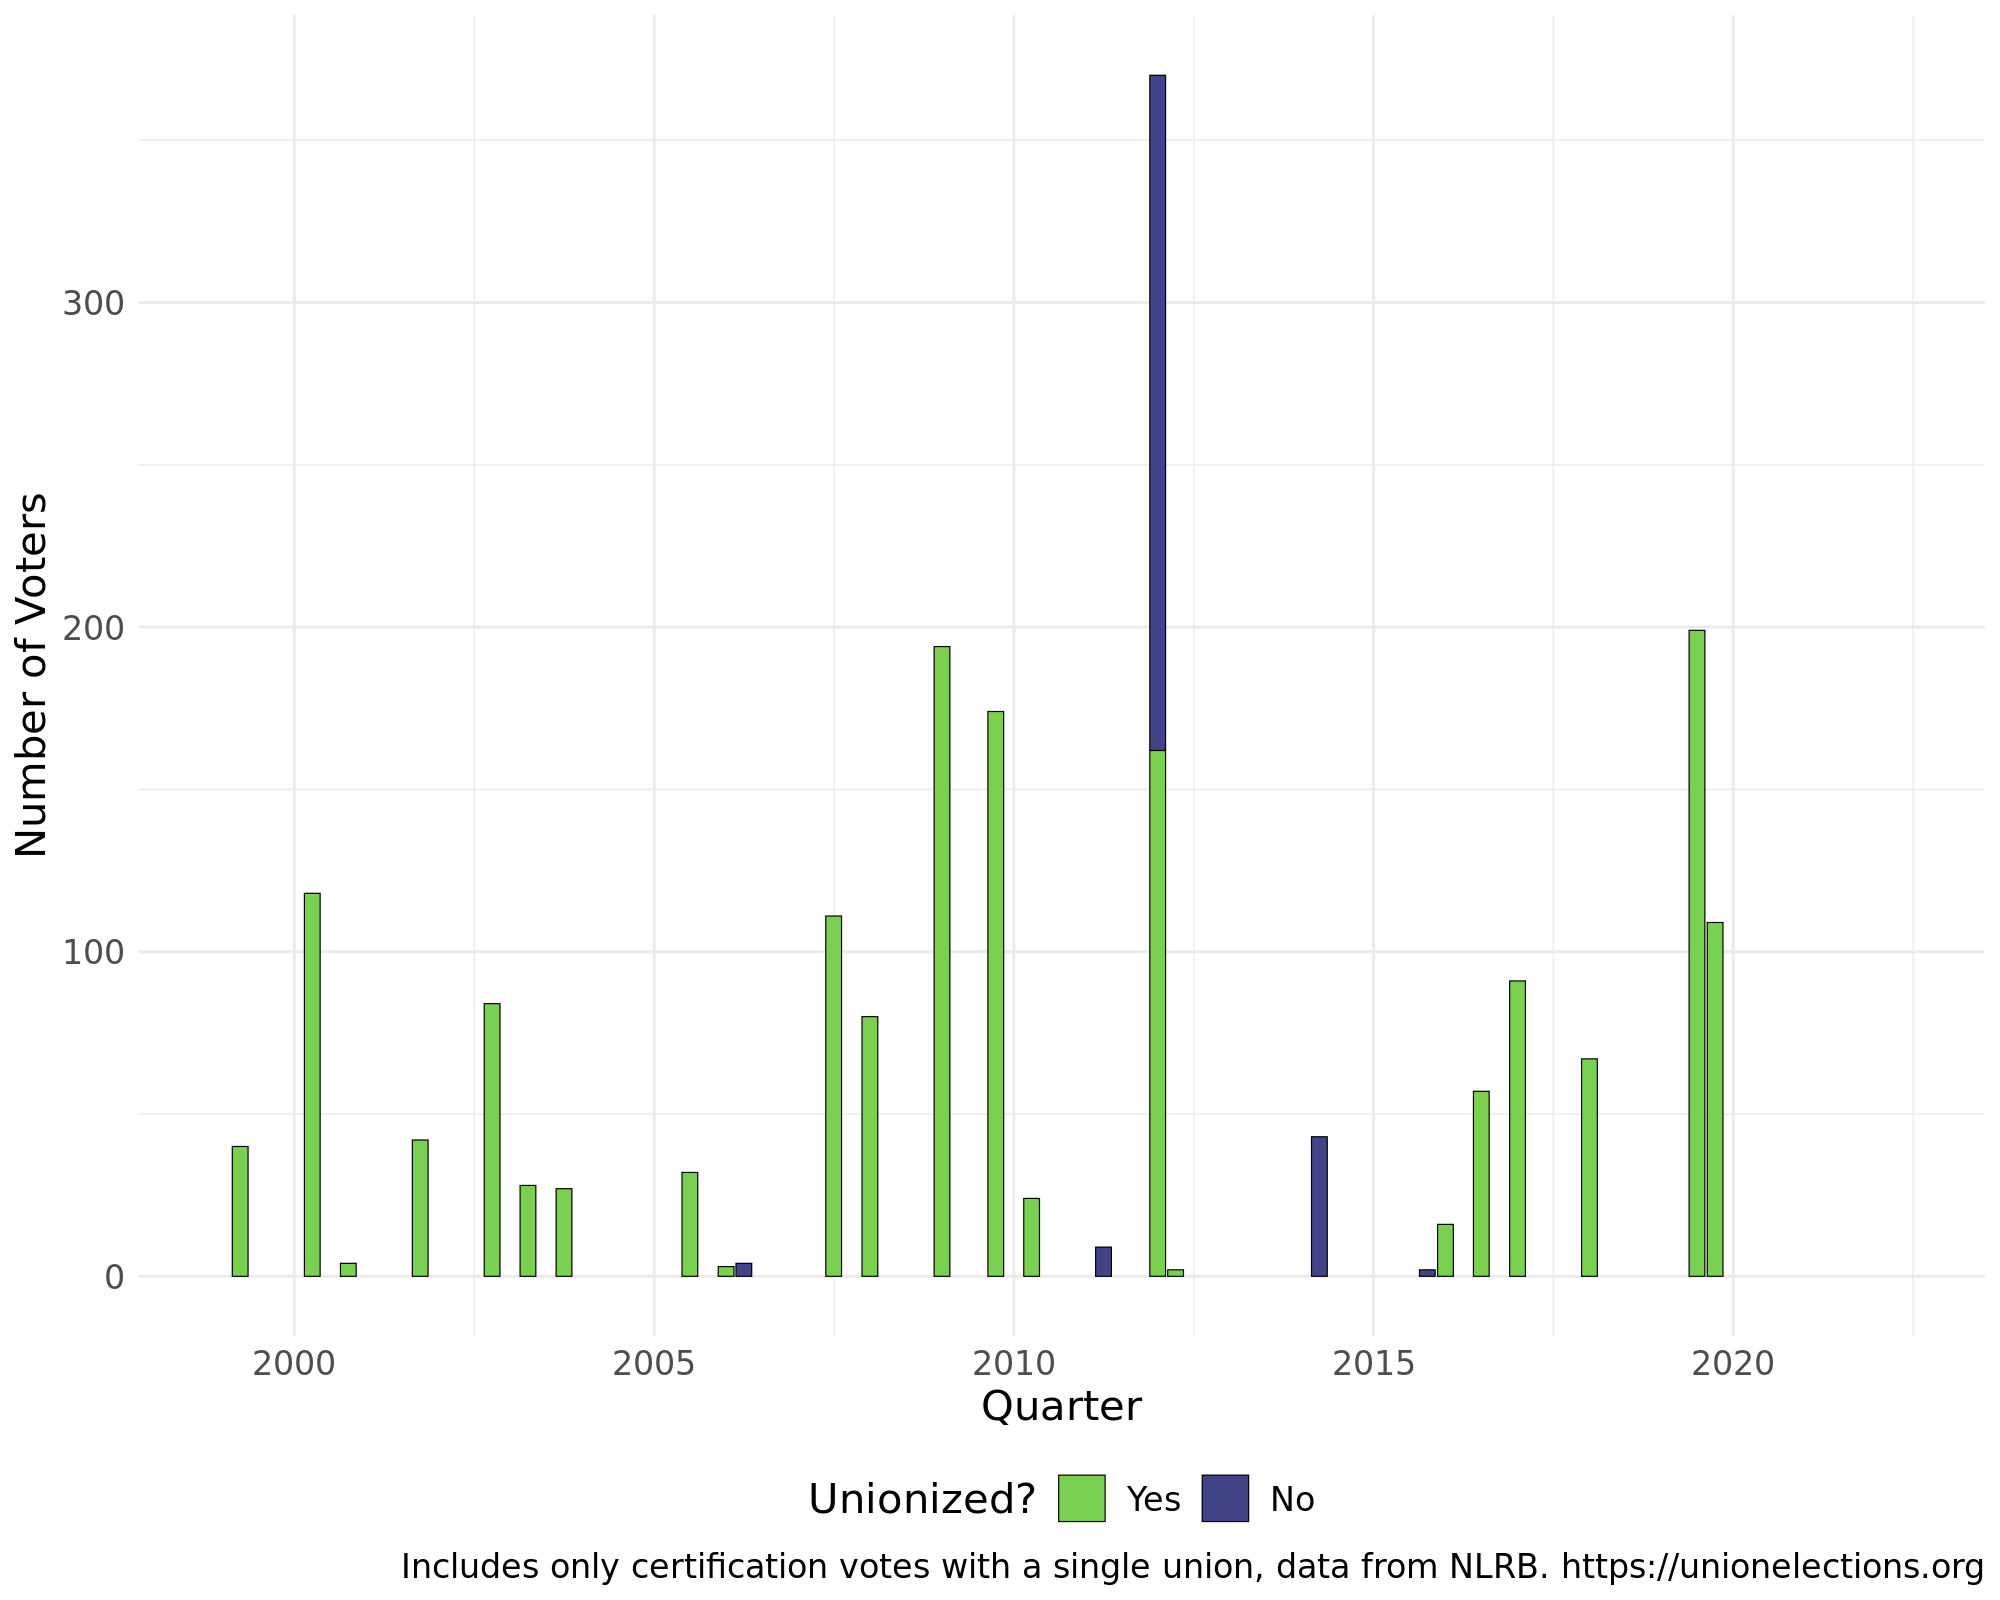 Number of Voters
300
200
100
0
2000 2005 2010 2015 2020
Quarter
Unionized? Yes No
Includes only certification votes with a single union, data from NLRB. https://unionelections.org